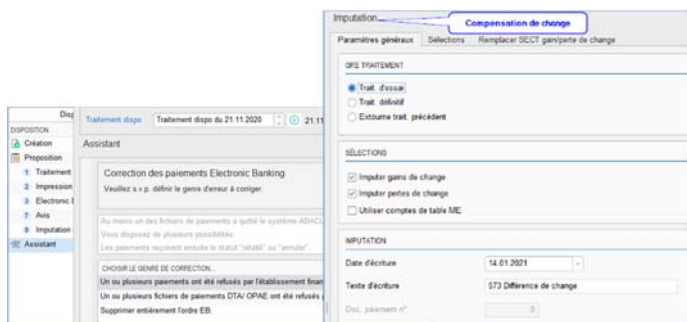 Disp
DISPOSITION
Création
Proposition
1 Traitement
2 Impression
3 Electronic
7 Avis
9 Imputation
Assistant
Traitement dispo
Traitement dispo du 21.11.2020
21.11
Assistant
Correction des paiements Electronic Banking
Veuillez s.v.p. définir le genre d'erreur à corriger.
Au moins un des fichiers de paiements a quitté le système ABACU
Vous disposez de plusieurs possibilités.
Les paiements reçoivent ensuite le statut "rétabli" ou "annuler".
CHOISIR LE GENRE DE CORRECTION...
Un ou plusieurs paiements ont été refusés par l'établissement finan
Un ou plusieurs fichiers de paiements DTA/ OPAE ont été refusés
Supprimer entièrement l'ordre EB.
Imputation
Compensation de change
Paramètres généraux Sélections Remplacer SECT gain/perte de change
TRAITEMENT
Trait. d'essai
Trait. définitif
Extourne trait. précédent
SÉLECTIONS
Imputer gains de change
Imputer pertes de change
Utiliser comptes de table ME
IMPUTATION
Date d'écriture 14.01.2021
Texte d'écriture 573 Différence de change
Doc. paiement n° 0